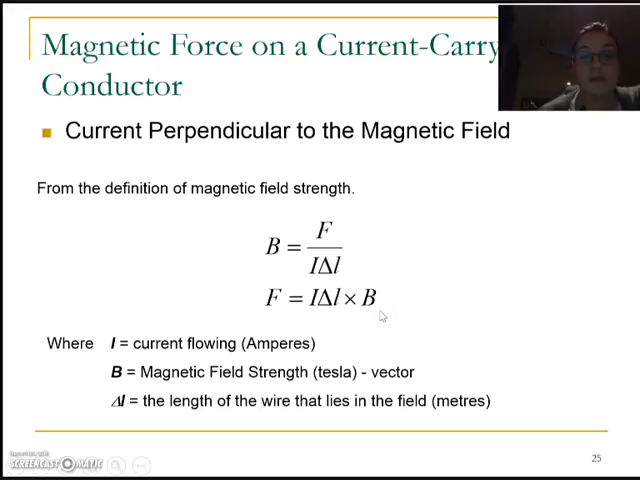 Magnetic Force on a Current-Carry
Conductor
Current Perpendicular to the Magnetic Field
From the definition of magnetic field strength.
B = F / IΔl
F = IΔl × B
Where I = current flowing (Amperes)
B = Magnetic Field Strength (tesla) - vector
Δl = the length of the wire that lies in the field (metres)
25
SCREENCAST-O-MATIC